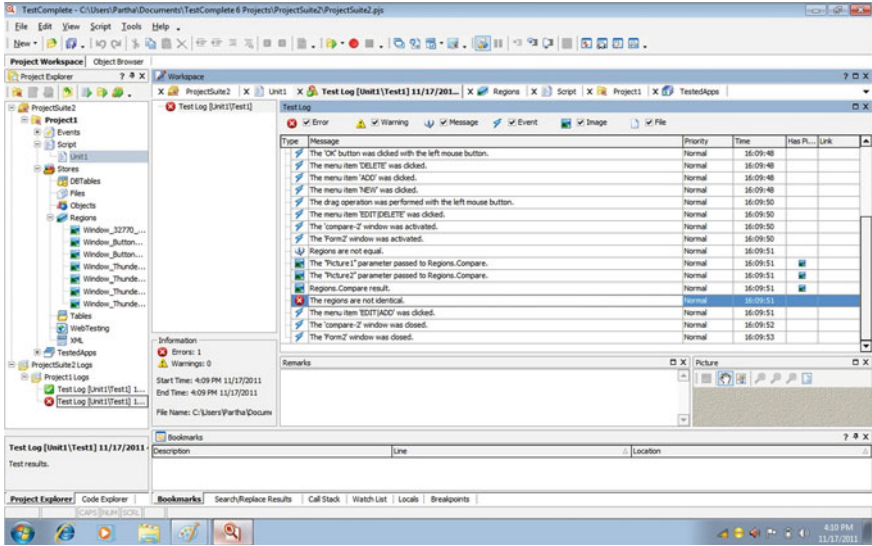 TestComplete - C:\Users\Partha\Documents\TestComplete 6 Projects\ProjectSuite2\ProjectSuite2.pjs
File Edit View Script Tools Help
New
Project Workspace Object Browser
Project Explorer
Workspace
ProjectSuite2 Unit1 Test Log [Unit1\Test1] 11/17/201... Regions Script Project1 TestedApps
ProjectSuite2
Project1
Events
Script
Unit1
Stores
DBTables
Files
Objects
Regions
Window_32770_...
Window_Button...
Window_Button...
Window_Thunde...
Window_Thunde...
Window_Thunde...
Window_Thunde...
Tables
WebTesting
XML
TestedApps
ProjectSuite2 Logs
Project1 Logs
Test Log [Unit1\Test1] 1...
Test Log [Unit1\Test1] 1...
Test Log [Unit1\Test1]
Test Log
Error Warning Message Event Image File
Type Message Priority Time Has Pi... Link
The 'OK' button was clicked with the left mouse button. Normal 16:09:48
The menu item 'DELETE' was clicked. Normal 16:09:48
The menu item 'ADD' was clicked. Normal 16:09:48
The menu item 'NEW' was clicked. Normal 16:09:48
The drag operation was performed with the left mouse button. Normal 16:09:50
The menu item 'EDIT|DELETE' was clicked. Normal 16:09:50
The 'compare-2' window was activated. Normal 16:09:50
The 'Form2' window was activated. Normal 16:09:50
Regions are not equal. Normal 16:09:51
The "Picture1" parameter passed to Regions.Compare. Normal 16:09:51
The "Picture2" parameter passed to Regions.Compare. Normal 16:09:51
Regions.Compare result. Normal 16:09:51
The regions are not identical. Normal 16:09:51
The menu item 'EDIT|ADD' was clicked. Normal 16:09:51
The 'compare-2' window was closed. Normal 16:09:52
The 'Form2' window was closed. Normal 16:09:53
Information
Errors: 1
Warnings: 0
Start Time: 4:09 PM 11/17/2011
End Time: 4:09 PM 11/17/2011
File Name: C:\Users\Partha\Docume
Remarks
Picture
Test Log [Unit1\Test1] 11/17/2011
Test results.
Bookmarks
Description Line Location
Project Explorer Code Explorer
Bookmarks Search/Replace Results Call Stack Watch List Locals Breakpoints
CAPS NUM SCRL
4:10 PM
11/17/2011